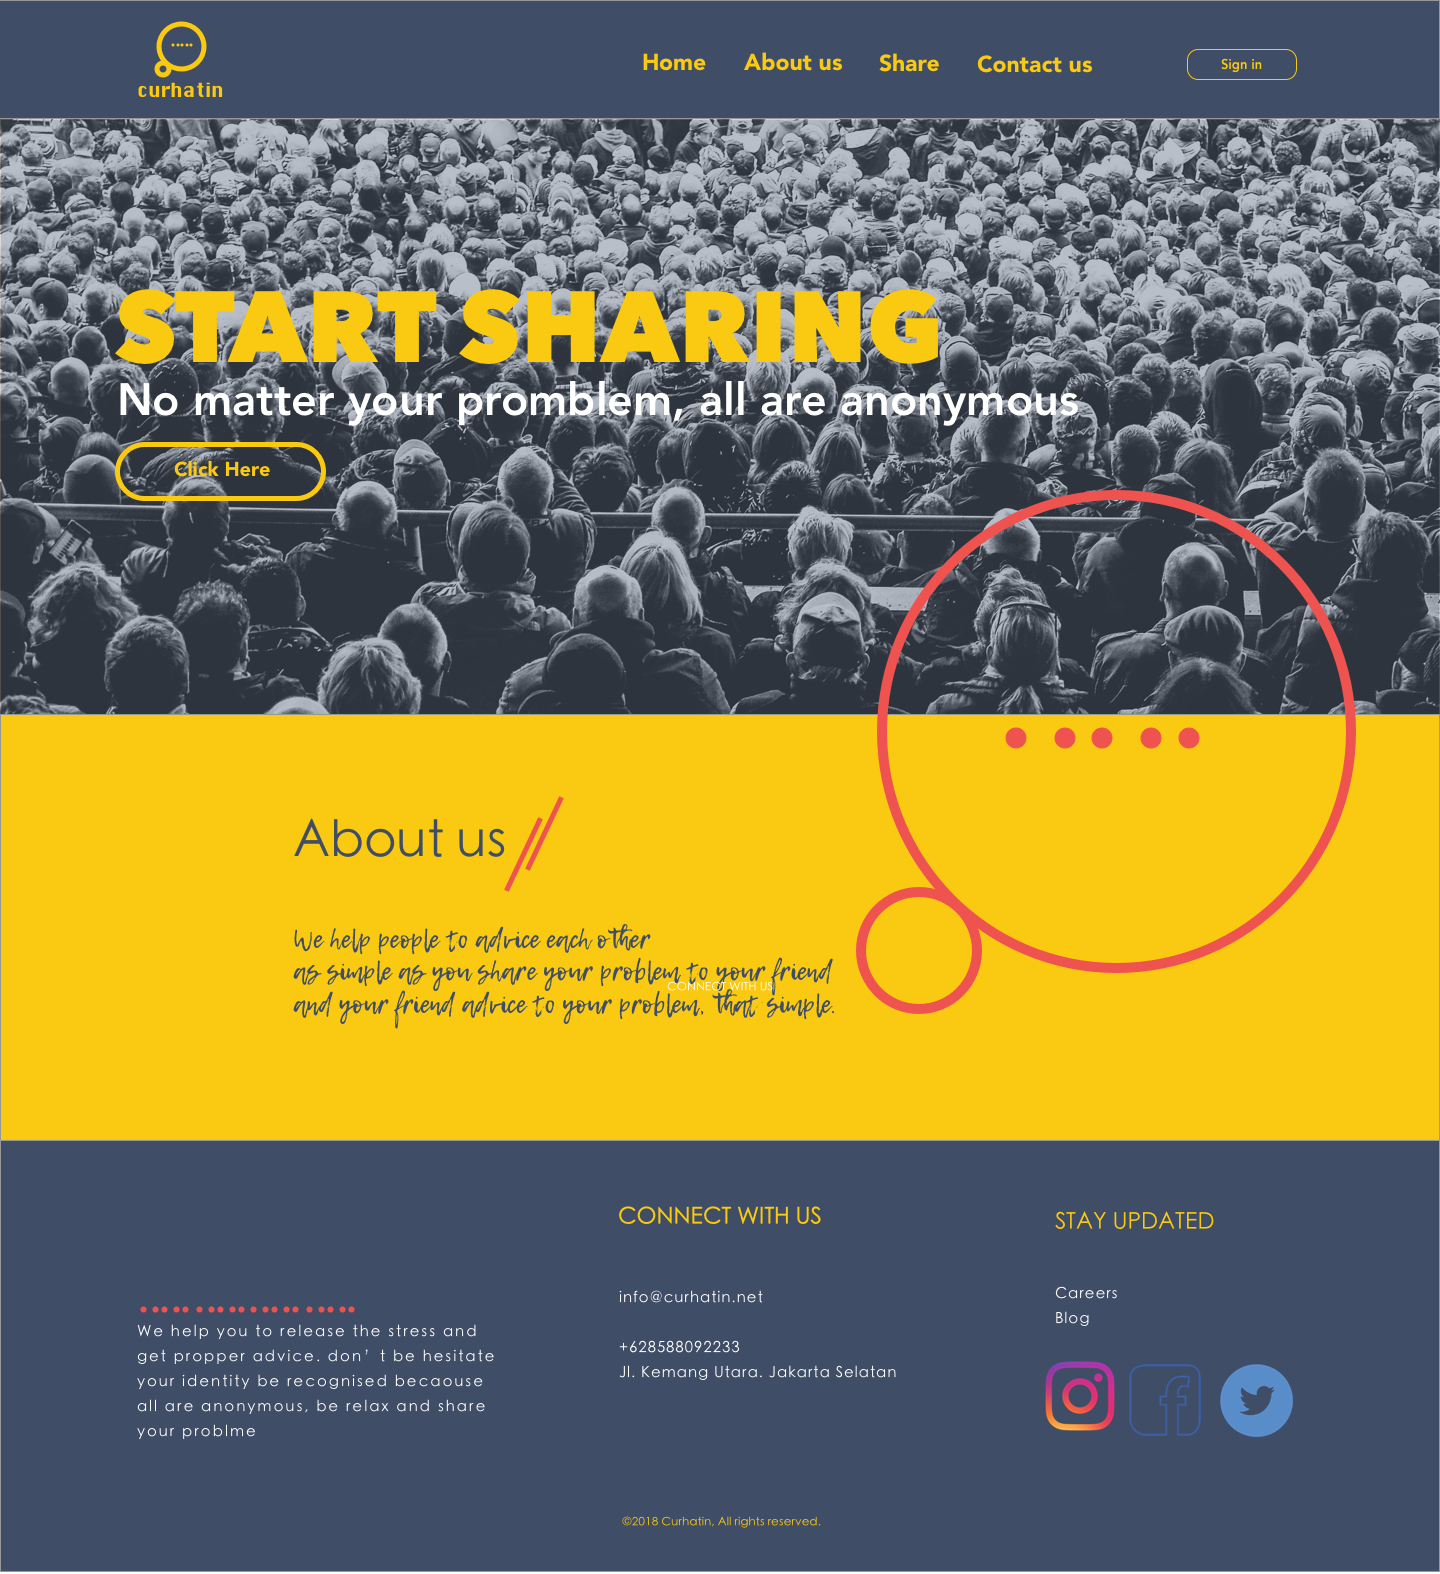 curhatin
Home About us Share Contact us Sign in
START SHARING
No matter your promblem, all are anonymous
Click Here
About us
We help people to advice each other
as simple as you share your problem to your friend
CONNECT WITH US
and your friend advice to your problem, that simple.
CONNECT WITH US
STAY UPDATED
info@curhatin.net
+628588092233
Jl. Kemang Utara. Jakarta Selatan
Careers
Blog
We help you to release the stress and
get propper advice. don’t be hesitate
your identity be recognised becaouse
all are anonymous, be relax and share
your problme
©2018 Curhatin, All rights reserved.